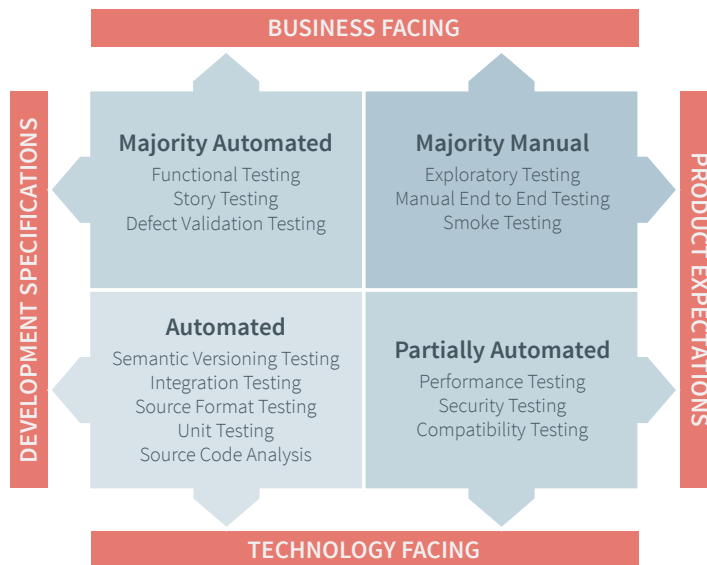 BUSINESS FACING
DEVELOPMENT SPECIFICATIONS
Majority Automated
Functional Testing
Story Testing
Defect Validation Testing
Majority Manual
Exploratory Testing
Manual End to End Testing
Smoke Testing
PRODUCT EXPECTATIONS
Automated
Semantic Versioning Testing
Integration Testing
Source Format Testing
Unit Testing
Source Code Analysis
Partially Automated
Performance Testing
Security Testing
Compatibility Testing
TECHNOLOGY FACING